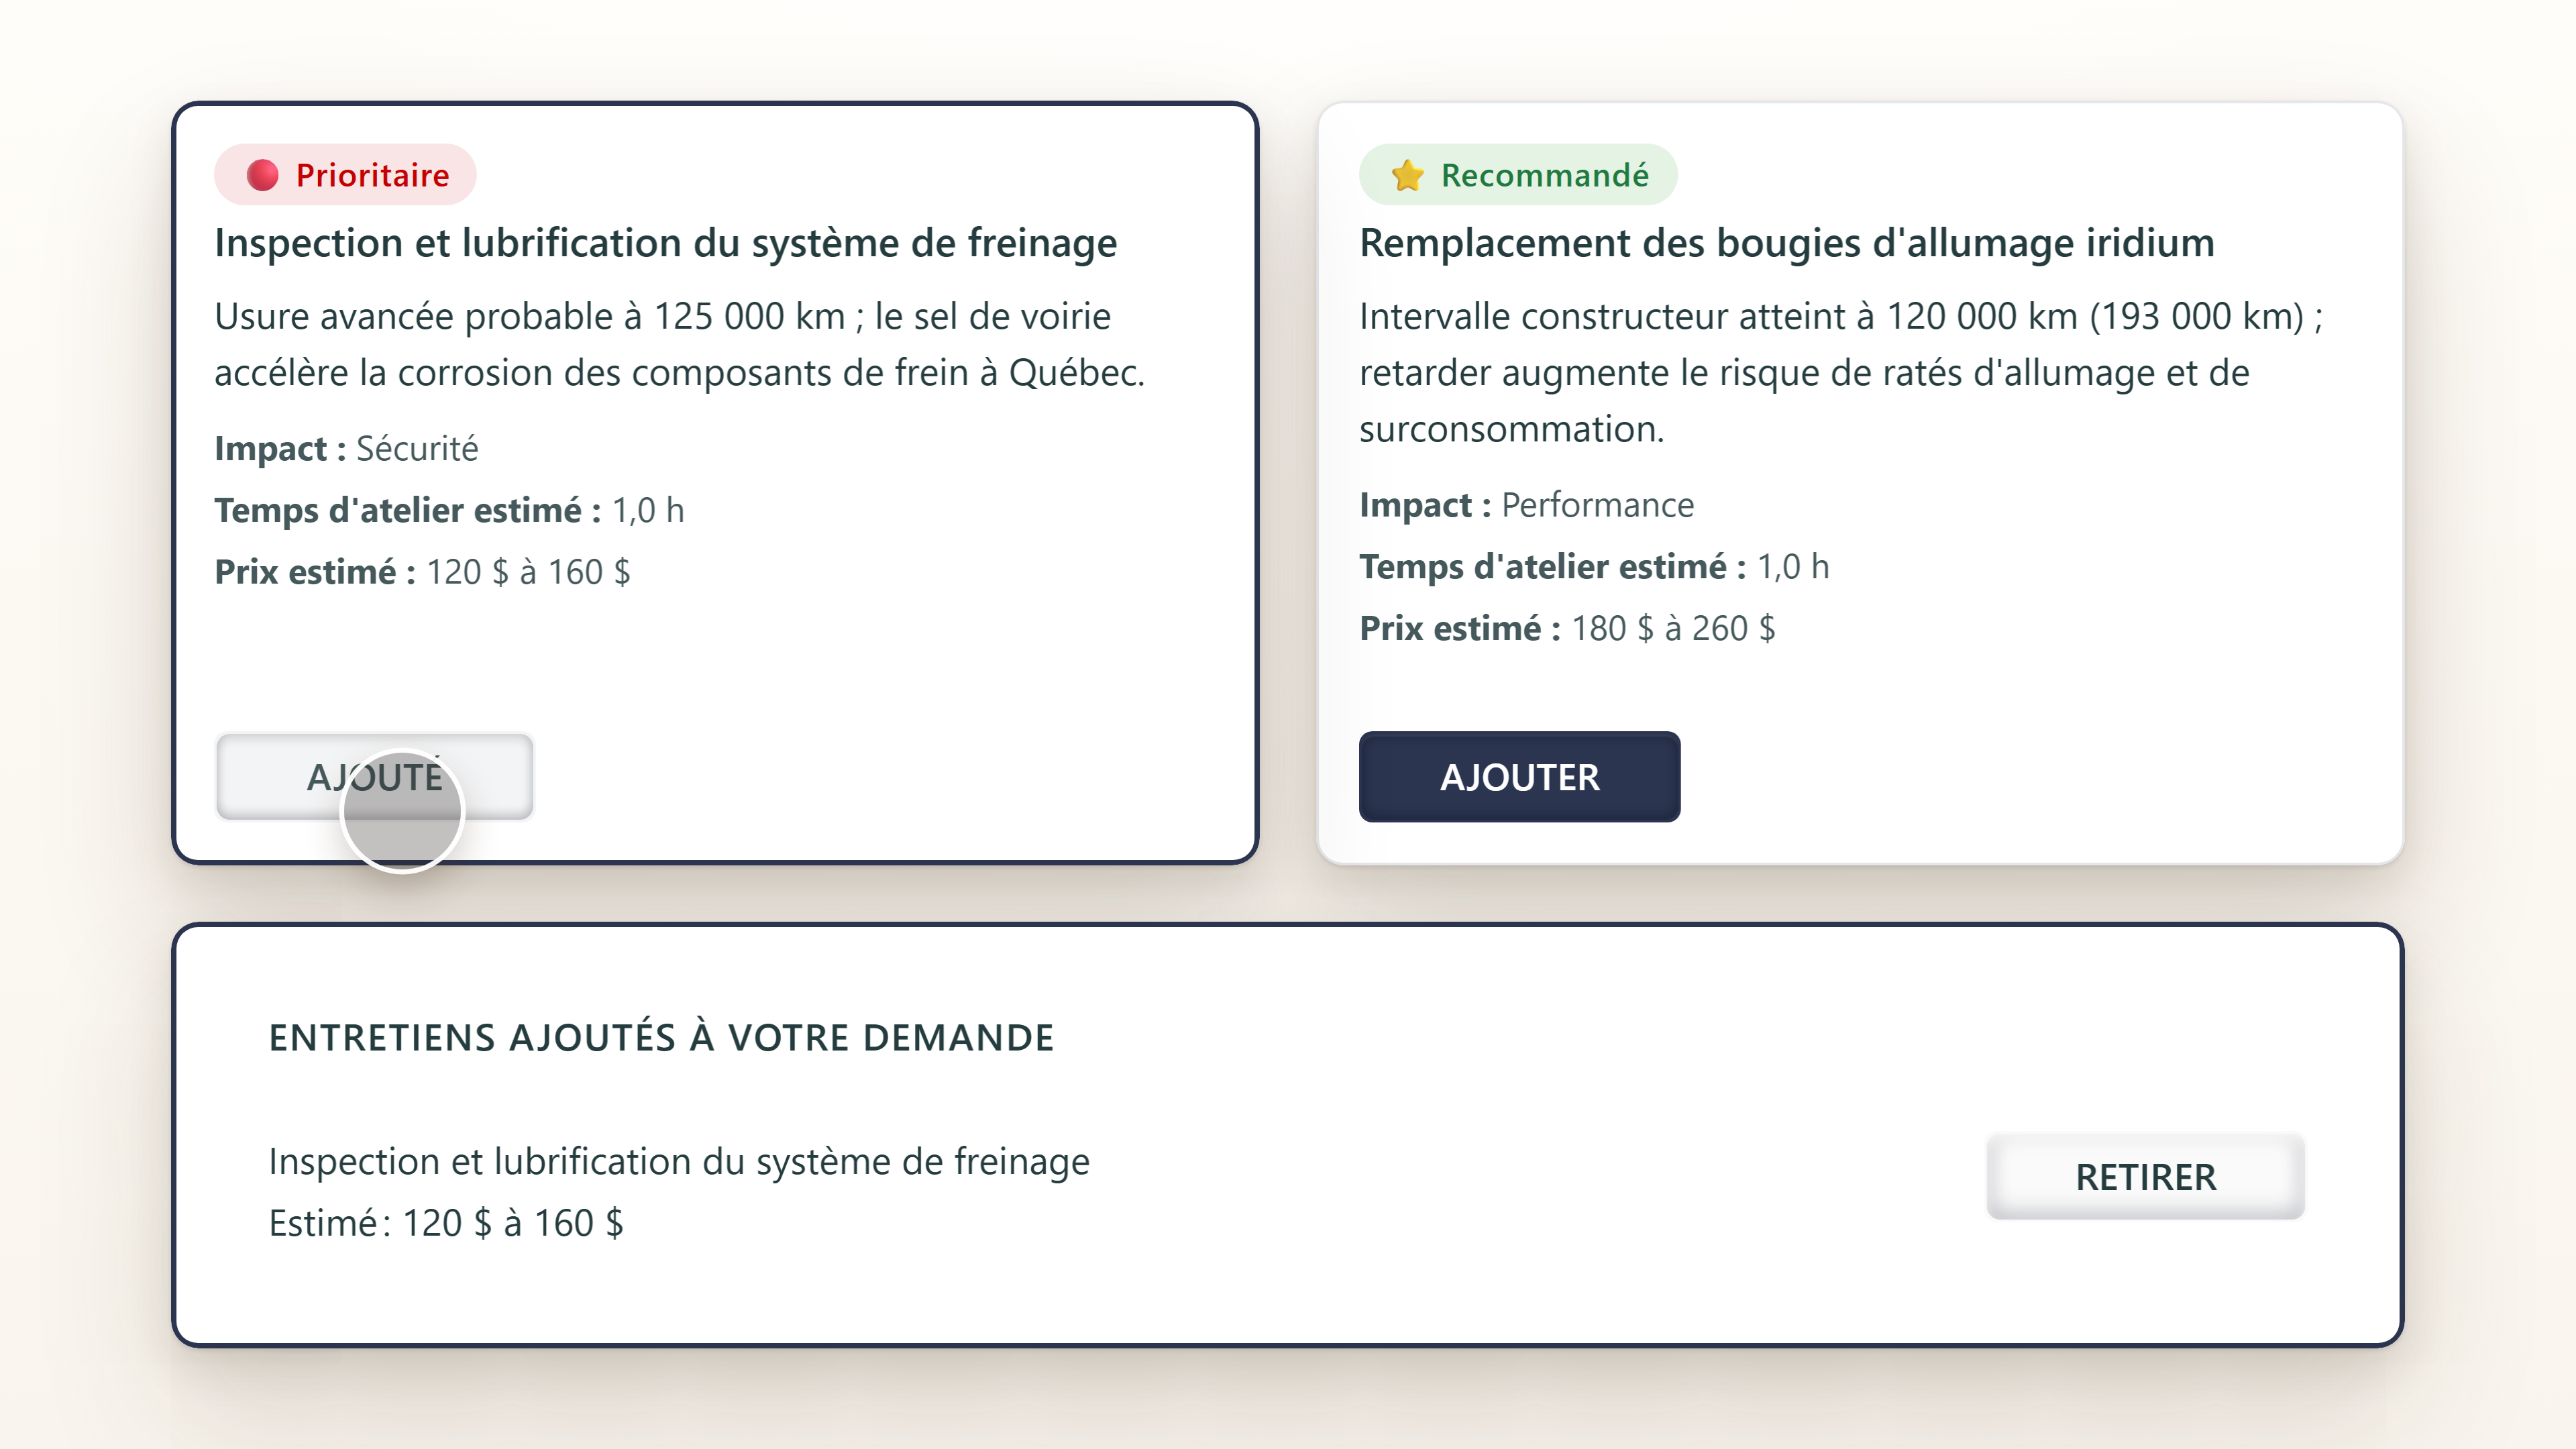 Prioritaire
Inspection et lubrification du système de freinage
Usure avancée probable à 125 000 km ; le sel de voirie
accélère la corrosion des composants de frein à Québec.
Impact : Sécurité
Temps d'atelier estimé : 1,0 h
Prix estimé : 120 $ à 160 $
AJOUTÉ
Recommandé
Remplacement des bougies d'allumage iridium
Intervalle constructeur atteint à 120 000 km (193 000 km) ;
retarder augmente le risque de ratés d'allumage et de
surconsommation.
Impact : Performance
Temps d'atelier estimé : 1,0 h
Prix estimé : 180 $ à 260 $
AJOUTER
ENTRETIENS AJOUTÉS À VOTRE DEMANDE
Inspection et lubrification du système de freinage
Estimé : 120 $ à 160 $
RETIRER